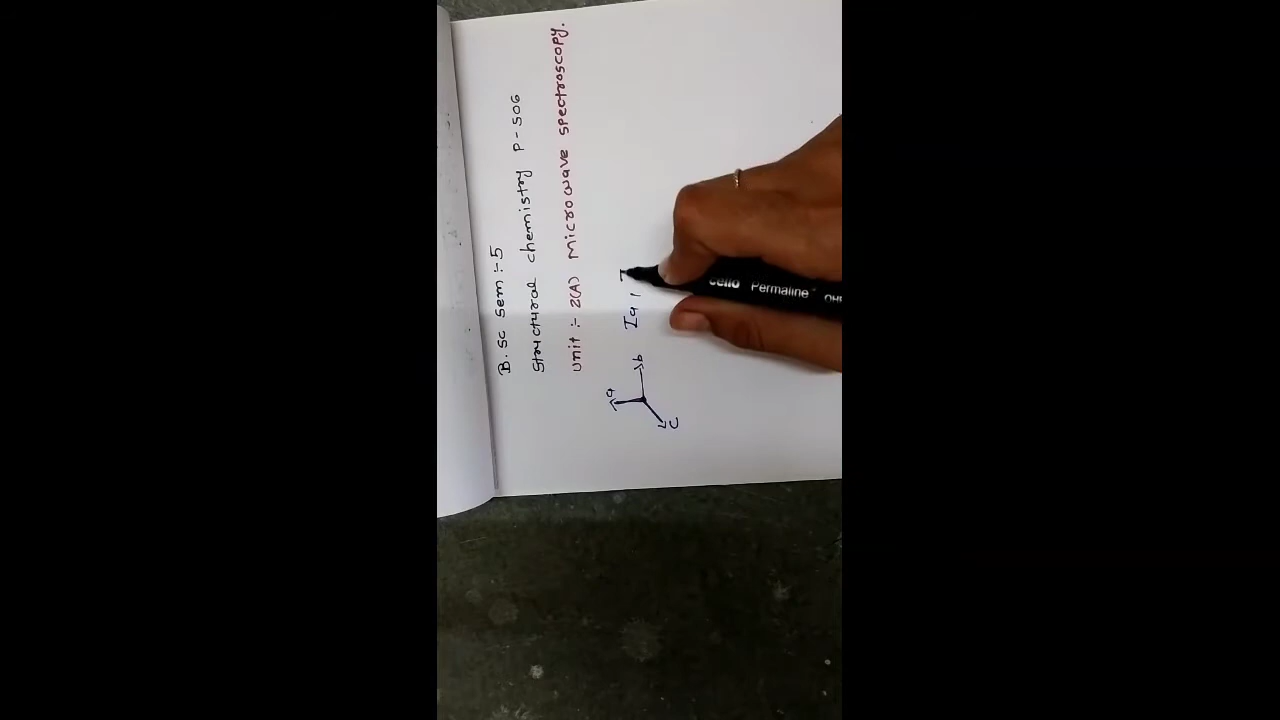 B.SC Sem :- 5
Structural chemistry P-506
Unit :- 2(A) Microwave spectroscopy.
a
b
c
Ia,
cello Permaline